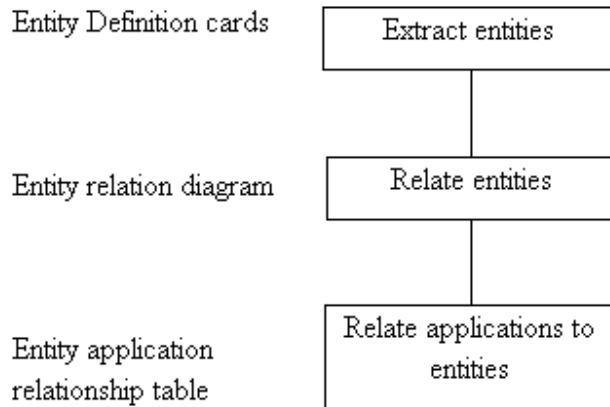 Entity Definition cards
Extract entities
Entity relation diagram
Relate entities
Entity application
relationship table
Relate applications to
entities